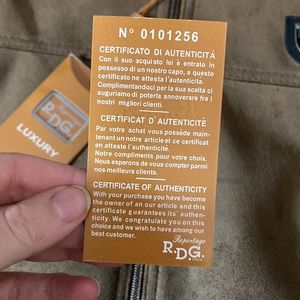 N° 0101256
CERTIFICATO DI AUTENTICITÁ
Con il suo acquisto lei è entrato in
possesso di un nostro capo, e questo
certificato ne attesta l'autenticità.
Complimentandoci per la sua scelta ci
auguriamo di poterla annoverare fra i
nostri migliori clienti.
CERTIFICAT D'AUTENTICITÈ
Par votre achat vous possède main-
tenant un notre article et ce certificat
en atteste l'authenticité.
Notre compliments pour votre choix.
Nous esperons de vous compter parmi
nos meilleurs clients.
CERTIFICATE OF AUTHENTICITY
With your purchase you have become
the owner of an article and this
certificate guarantees its authen-
ticity. We congratulate you on this
choice and we wish to have among our
best customer.
Reportage
R.D.G.
R.D.G.
LUXURY